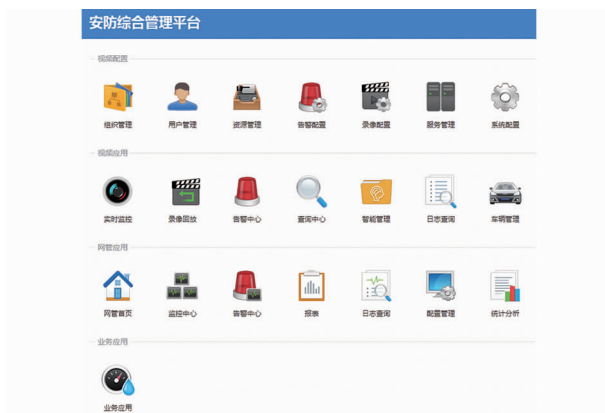 安防综合管理平台
视频配置
组织管理 用户管理 资源管理 告警配置 录像配置 服务管理 系统配置
视频应用
实时监控 录像回放 告警中心 查询中心 智能管理 日志查询 车辆管理
网管应用
网管首页 监控中心 告警中心 报表 日志查询 配置管理 统计分析
业务应用
业务应用